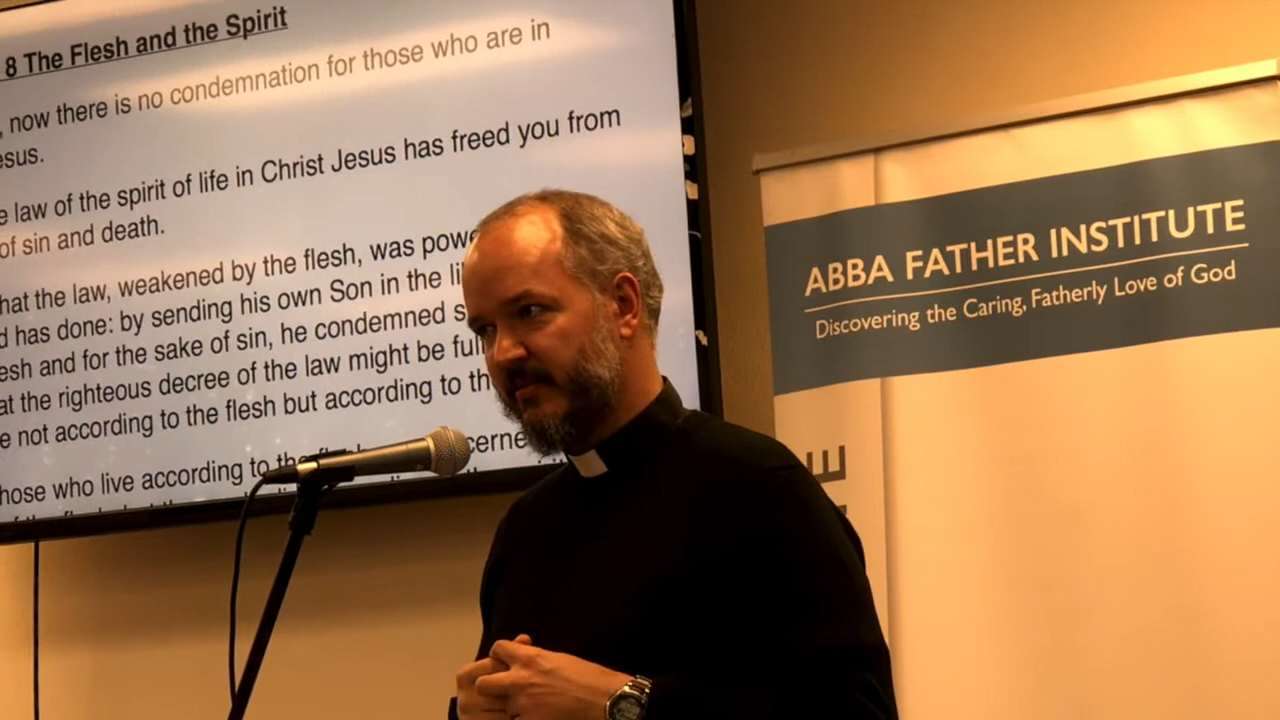 8 The Flesh and the Spirit
, now there is no condemnation for those who are in
esus.
e law of the spirit of life in Christ Jesus has freed you from
of sin and death.
hat the law, weakened by the flesh, was powe
d has done: by sending his own Son in the li
esh and for the sake of sin, he condemned s
at the righteous decree of the law might be ful
e not according to the flesh but according to th
hose who live according to the cerne
ABBA FATHER INSTITUTE
Discovering the Caring, Fatherly Love of God
E